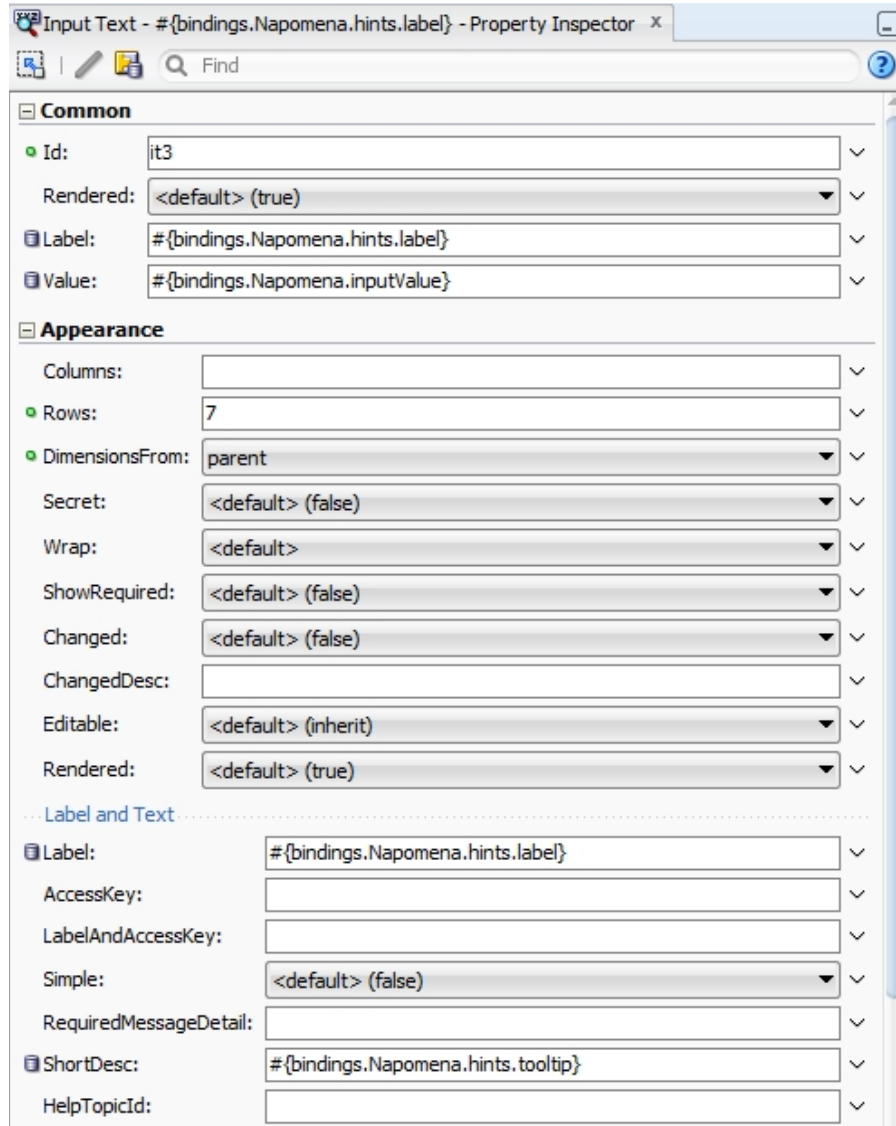 Input Text - #{bindings.Napomena.hints.label} - Property Inspector x
Find
Common
Id: it3
Rendered: <default> (true)
Label: #{bindings.Napomena.hints.label}
Value: #{bindings.Napomena.inputValue}
Appearance
Columns:
Rows: 7
DimensionsFrom: parent
Secret: <default> (false)
Wrap: <default>
ShowRequired: <default> (false)
Changed: <default> (false)
ChangedDesc:
Editable: <default> (inherit)
Rendered: <default> (true)
Label and Text
Label: #{bindings.Napomena.hints.label}
AccessKey:
LabelAndAccessKey:
Simple: <default> (false)
RequiredMessageDetail:
ShortDesc: #{bindings.Napomena.hints.tooltip}
HelpTopicId: